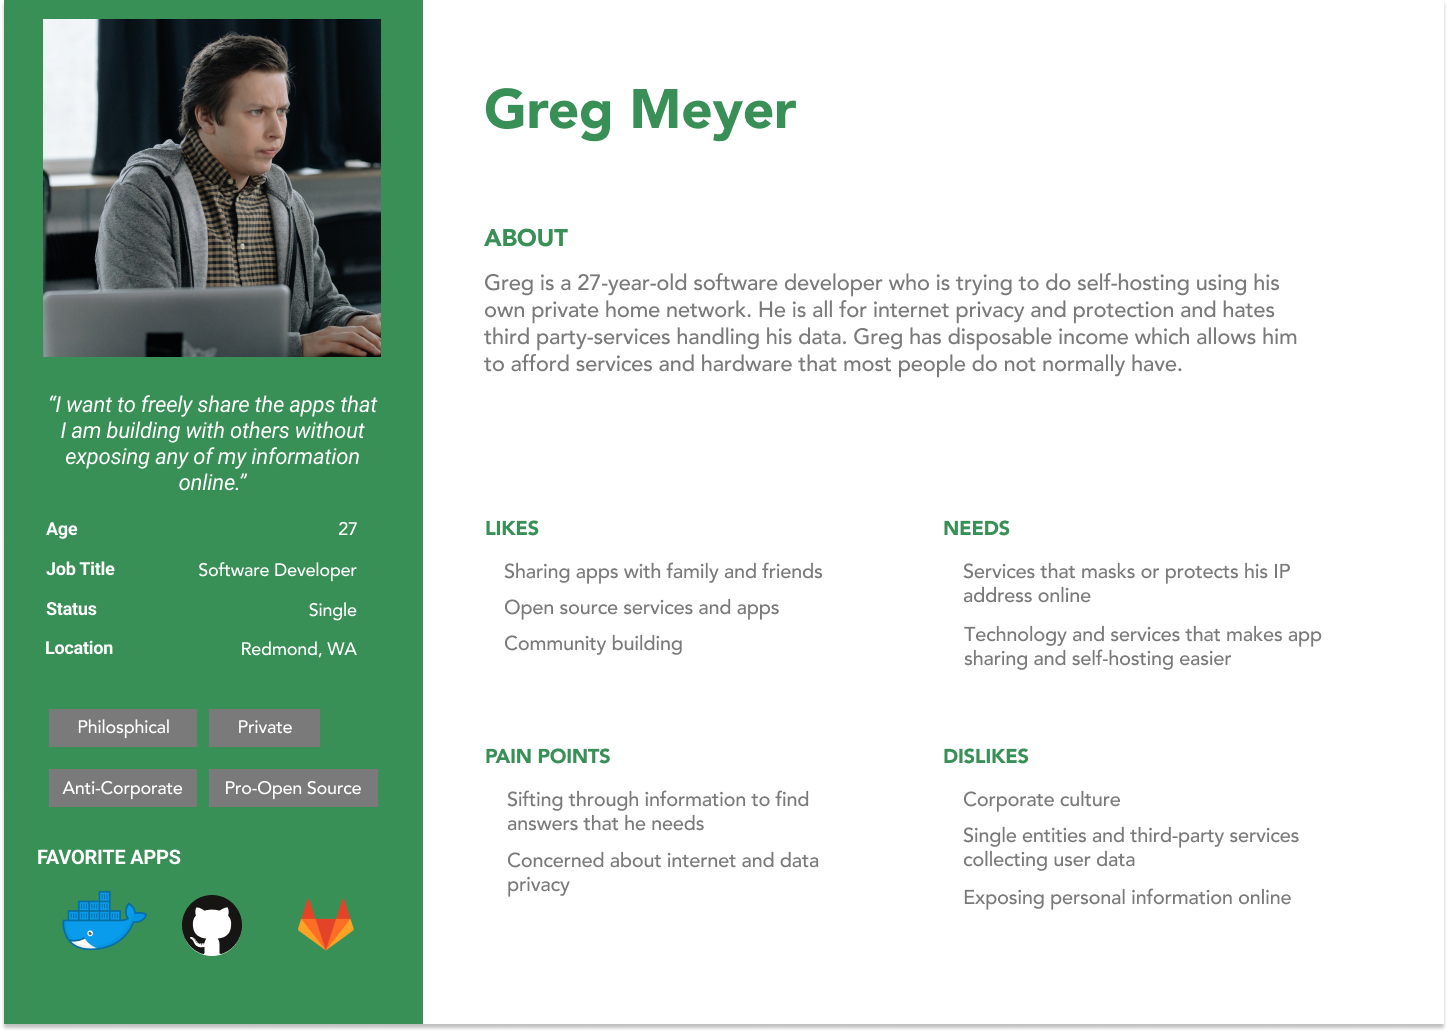 “I want to freely share the apps that
I am building with others without
exposing any of my information
online.”
Age 27
Job Title Software Developer
Status Single
Location Redmond, WA
Philosphical Private
Anti-Corporate Pro-Open Source
FAVORITE APPS
Greg Meyer
ABOUT
Greg is a 27-year-old software developer who is trying to do self-hosting using his
own private home network. He is all for internet privacy and protection and hates
third party-services handling his data. Greg has disposable income which allows him
to afford services and hardware that most people do not normally have.
LIKES
Sharing apps with family and friends
Open source services and apps
Community building
NEEDS
Services that masks or protects his IP
address online
Technology and services that makes app
sharing and self-hosting easier
PAIN POINTS
Sifting through information to find
answers that he needs
Concerned about internet and data
privacy
DISLIKES
Corporate culture
Single entities and third-party services
collecting user data
Exposing personal information online